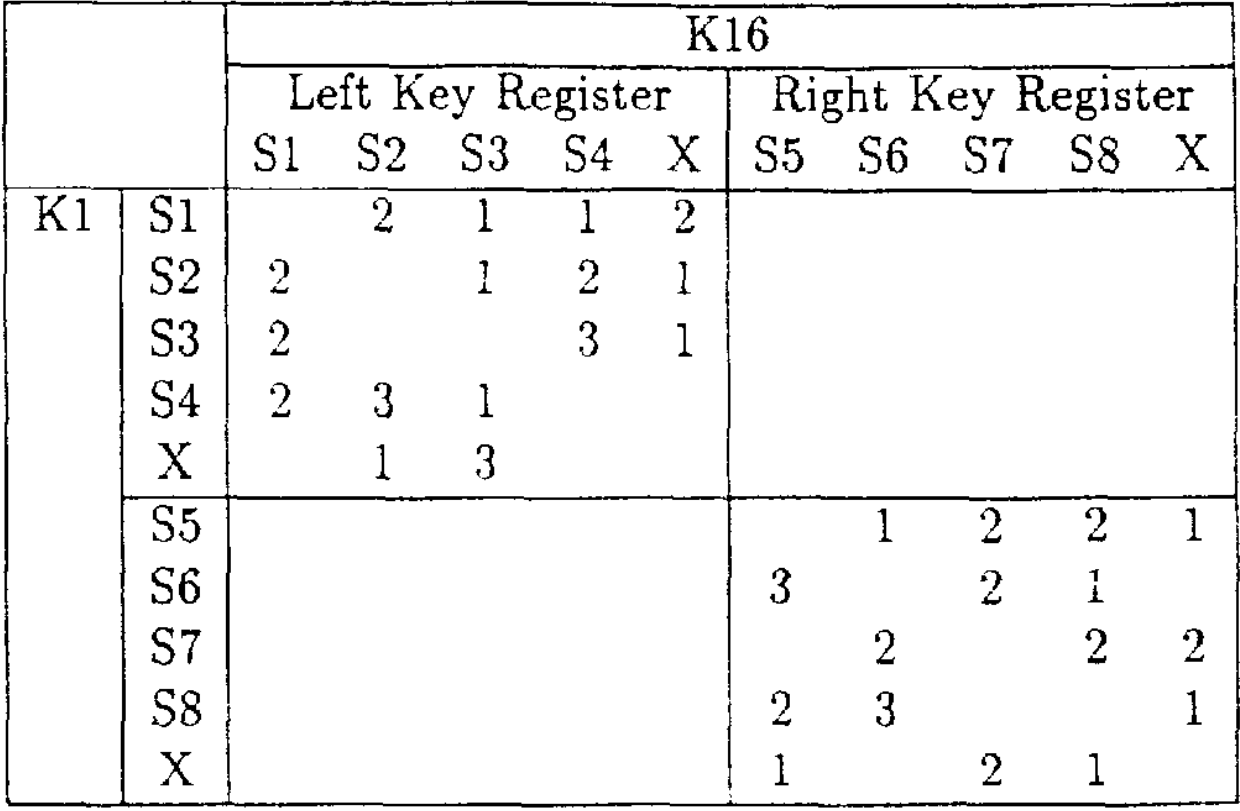 K16
Left Key Register Right Key Register
S1 S2 S3 S4 X S5 S6 S7 S8 X
K1 S1 2 1 1 2
S2 2 1 2 1
S3 2 3 1
S4 2 3 1
X 1 3
S5 1 2 2 1
S6 3 2 1
S7 2 2 2
S8 2 3 1
X 1 2 1